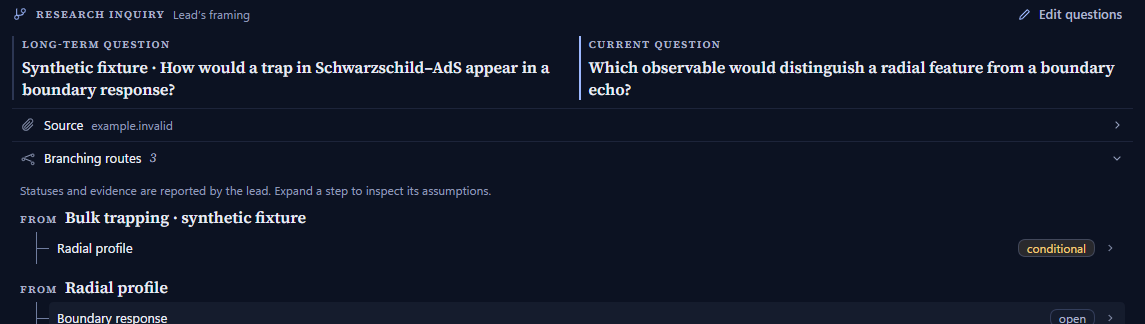 RESEARCH INQUIRY Lead's framing
Edit questions
LONG-TERM QUESTION
Synthetic fixture · How would a trap in Schwarzschild–AdS appear in a
boundary response?
CURRENT QUESTION
Which observable would distinguish a radial feature from a boundary
echo?
Source example.invalid
Branching routes 3
Statuses and evidence are reported by the lead. Expand a step to inspect its assumptions.
FROM Bulk trapping · synthetic fixture
Radial profile conditional
FROM Radial profile
Boundary response open